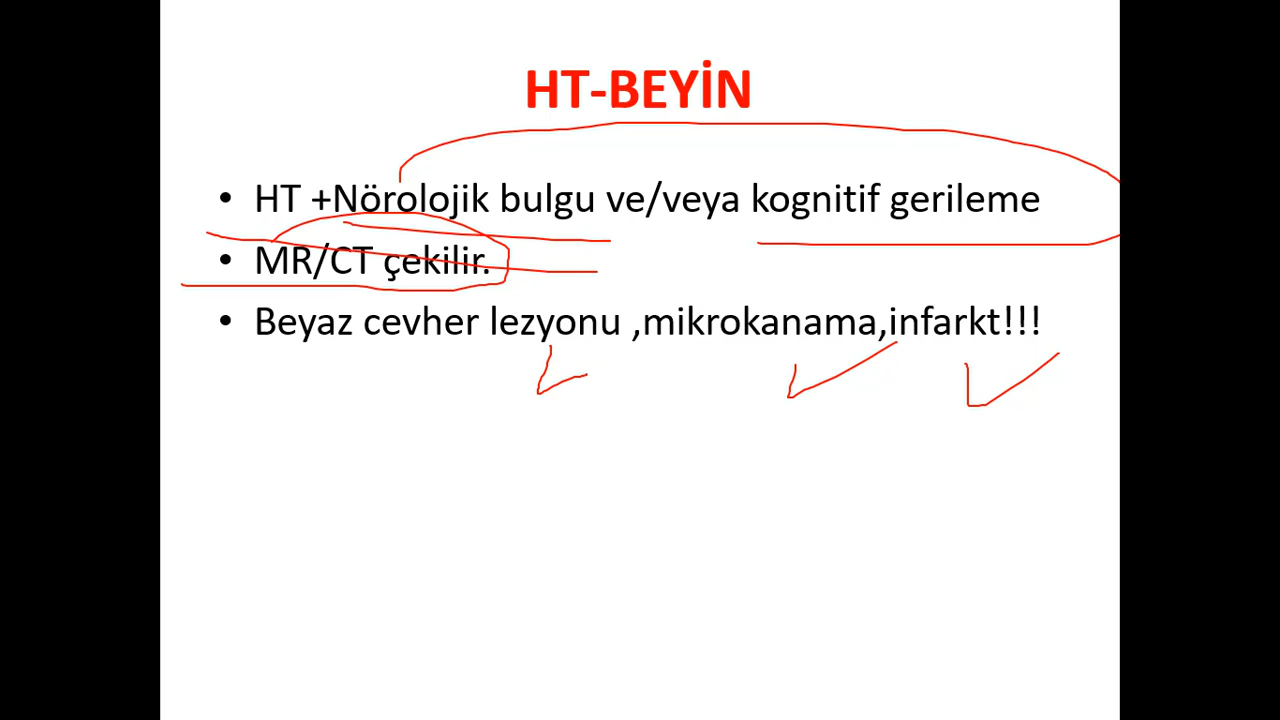 HT-BEYİN
• HT +Nörolojik bulgu ve/veya kognitif gerileme
• MR/CT çekilir.
• Beyaz cevher lezyonu ,mikrokanama,infarkt!!!